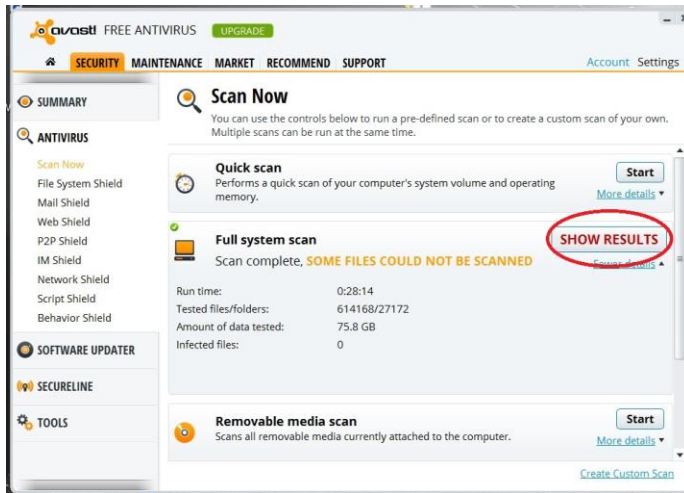 avast! FREE ANTIVIRUS UPGRADE
SECURITY MAINTENANCE MARKET RECOMMEND SUPPORT Account Settings
SUMMARY
ANTIVIRUS
Scan Now
File System Shield
Mail Shield
Web Shield
P2P Shield
IM Shield
Network Shield
Script Shield
Behavior Shield
SOFTWARE UPDATER
SECURELINE
TOOLS
Scan Now
You can use the controls below to run a pre-defined scan or to create a custom scan of your own.
Multiple scans can be run at the same time.
Quick scan
Performs a quick scan of your computer's system volume and operating
memory.
Start
More details
Full system scan
Scan complete, SOME FILES COULD NOT BE SCANNED
SHOW RESULTS
Fewer details
Run time: 0:28:14
Tested files/folders: 614168/27172
Amount of data tested: 75.8 GB
Infected files: 0
Removable media scan
Scans all removable media currently attached to the computer.
Start
More details
Create Custom Scan